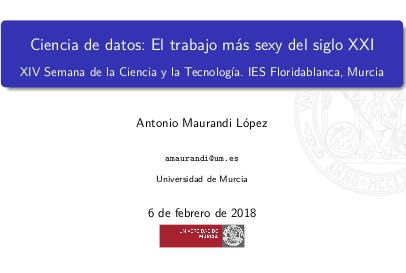 Ciencia de datos: El trabajo más sexy del siglo XXI
XIV Semana de la Ciencia y la Tecnología. IES Floridablanca, Murcia
Antonio Maurandi López
amaurandi@um.es
Universidad de Murcia
6 de febrero de 2018
UNIVERSIDAD DE
MURCIA